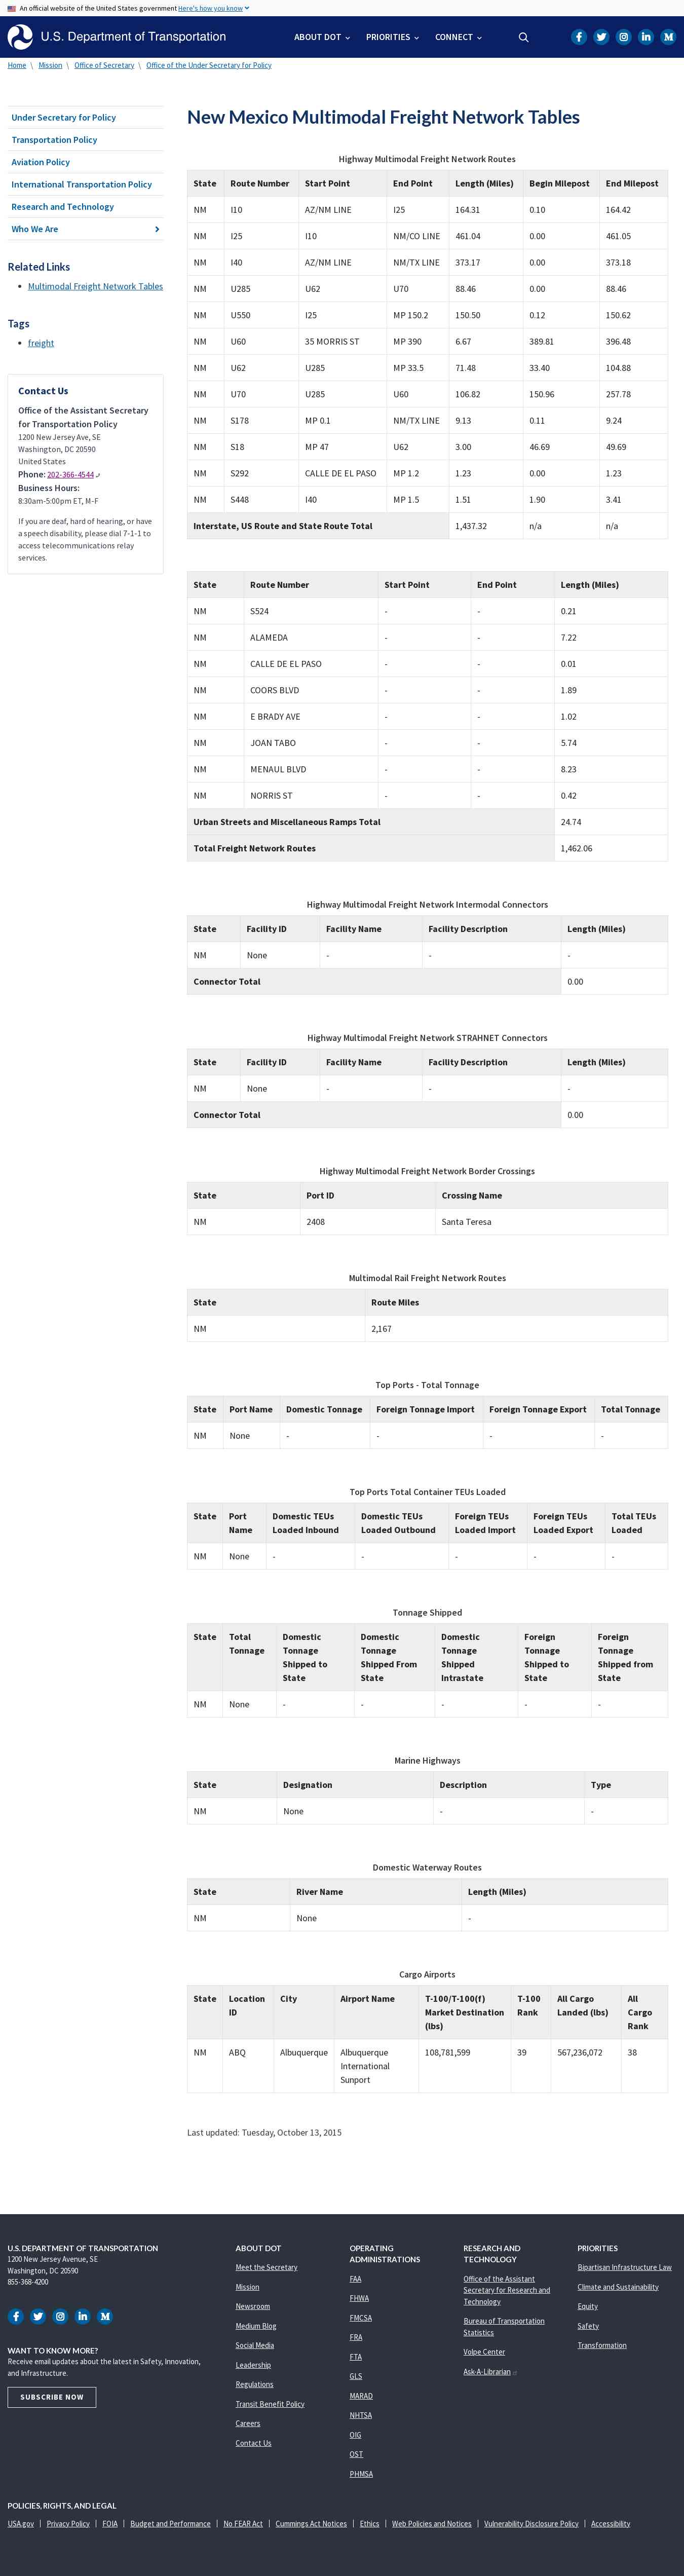 An official website of the United States government Here's how you know
U.S. Department of Transportation
ABOUT DOT PRIORITIES CONNECT
Home \ Mission \ Office of Secretary \ Office of the Under Secretary for Policy
Under Secretary for Policy
Transportation Policy
Aviation Policy
International Transportation Policy
Research and Technology
Who We Are
Related Links
Multimodal Freight Network Tables
Tags
freight
Contact Us
Office of the Assistant Secretary
for Transportation Policy
1200 New Jersey Ave, SE
Washington, DC 20590
United States
Phone: 202-366-4544
Business Hours:
8:30am-5:00pm ET, M-F
If you are deaf, hard of hearing, or have
a speech disability, please dial 7-1-1 to
access telecommunications relay
services.
New Mexico Multimodal Freight Network Tables
Highway Multimodal Freight Network Routes
State Route Number Start Point End Point Length (Miles) Begin Milepost End Milepost
NM I10 AZ/NM LINE I25 164.31 0.10 164.42
NM I25 I10 NM/CO LINE 461.04 0.00 461.05
NM I40 AZ/NM LINE NM/TX LINE 373.17 0.00 373.18
NM U285 U62 U70 88.46 0.00 88.46
NM U550 I25 MP 150.2 150.50 0.12 150.62
NM U60 35 MORRIS ST MP 390 6.67 389.81 396.48
NM U62 U285 MP 33.5 71.48 33.40 104.88
NM U70 U285 U60 106.82 150.96 257.78
NM S178 MP 0.1 NM/TX LINE 9.13 0.11 9.24
NM S18 MP 47 U62 3.00 46.69 49.69
NM S292 CALLE DE EL PASO MP 1.2 1.23 0.00 1.23
NM S448 I40 MP 1.5 1.51 1.90 3.41
Interstate, US Route and State Route Total 1,437.32 n/a n/a
State Route Number Start Point End Point Length (Miles)
NM S524 - - 0.21
NM ALAMEDA - - 7.22
NM CALLE DE EL PASO - - 0.01
NM COORS BLVD - - 1.89
NM E BRADY AVE - - 1.02
NM JOAN TABO - - 5.74
NM MENAUL BLVD - - 8.23
NM NORRIS ST - - 0.42
Urban Streets and Miscellaneous Ramps Total 24.74
Total Freight Network Routes 1,462.06
Highway Multimodal Freight Network Intermodal Connectors
State Facility ID Facility Name Facility Description Length (Miles)
NM None - - -
Connector Total 0.00
Highway Multimodal Freight Network STRAHNET Connectors
State Facility ID Facility Name Facility Description Length (Miles)
NM None - - -
Connector Total 0.00
Highway Multimodal Freight Network Border Crossings
State Port ID Crossing Name
NM 2408 Santa Teresa
Multimodal Rail Freight Network Routes
State Route Miles
NM 2,167
Top Ports - Total Tonnage
State Port Name Domestic Tonnage Foreign Tonnage Import Foreign Tonnage Export Total Tonnage
NM None - - - -
Top Ports Total Container TEUs Loaded
State Port Domestic TEUs Domestic TEUs Foreign TEUs Foreign TEUs Total TEUs
Name Loaded Inbound Loaded Outbound Loaded Import Loaded Export Loaded
NM None - - - - -
Tonnage Shipped
State Total Domestic Domestic Domestic Foreign Foreign
Tonnage Tonnage Tonnage Tonnage Tonnage Tonnage
Shipped to Shipped From Shipped Shipped to Shipped from
State State Intrastate State State
NM None - - - - -
Marine Highways
State Designation Description Type
NM None - -
Domestic Waterway Routes
State River Name Length (Miles)
NM None -
Cargo Airports
State Location City Airport Name T-100/T-100(f) T-100 All Cargo All
ID Market Destination Rank Landed (lbs) Cargo
(lbs) Rank
NM ABQ Albuquerque Albuquerque 108,781,599 39 567,236,072 38
International
Sunport
Last updated: Tuesday, October 13, 2015
U.S. DEPARTMENT OF TRANSPORTATION
1200 New Jersey Avenue, SE
Washington, DC 20590
855-368-4200
WANT TO KNOW MORE?
Receive email updates about the latest in Safety, Innovation,
and Infrastructure.
SUBSCRIBE NOW
ABOUT DOT
Meet the Secretary
Mission
Newsroom
Medium Blog
Social Media
Leadership
Regulations
Transit Benefit Policy
Careers
Contact Us
OPERATING
ADMINISTRATIONS
FAA
FHWA
FMCSA
FRA
FTA
GLS
MARAD
NHTSA
OIG
OST
PHMSA
RESEARCH AND
TECHNOLOGY
Office of the Assistant
Secretary for Research and
Technology
Bureau of Transportation
Statistics
Volpe Center
Ask-A-Librarian
PRIORITIES
Bipartisan Infrastructure Law
Climate and Sustainability
Equity
Safety
Transformation
POLICIES, RIGHTS, AND LEGAL
USA.gov | Privacy Policy | FOIA | Budget and Performance | No FEAR Act | Cummings Act Notices | Ethics | Web Policies and Notices | Vulnerability Disclosure Policy | Accessibility